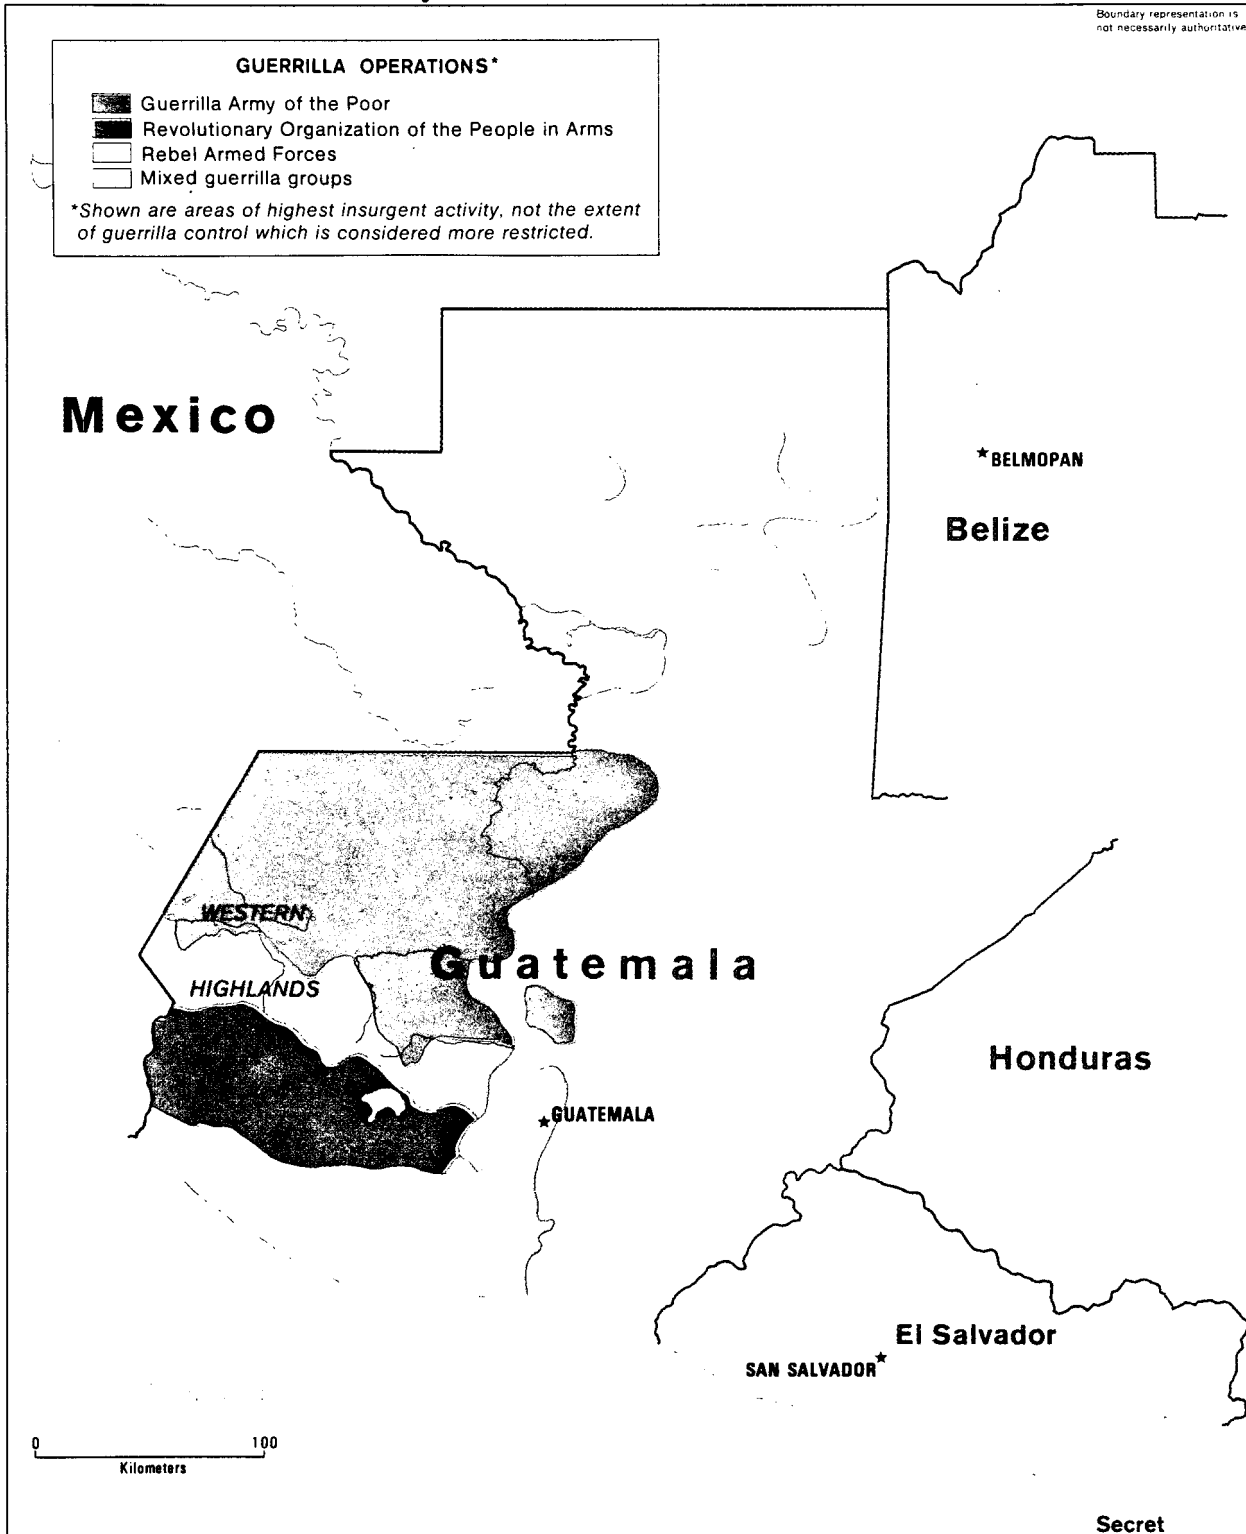 Boundary representation is
not necessarily authoritative
GUERRILLA OPERATIONS*
Guerrilla Army of the Poor
Revolutionary Organization of the People in Arms
Rebel Armed Forces
Mixed guerrilla groups
*Shown are areas of highest insurgent activity, not the extent
of guerrilla control which is considered more restricted.
Mexico
BELMOPAN
Belize
WESTERN
HIGHLANDS
Guatemala
Honduras
GUATEMALA
El Salvador
SAN SALVADOR
0 100
Kilometers
Secret